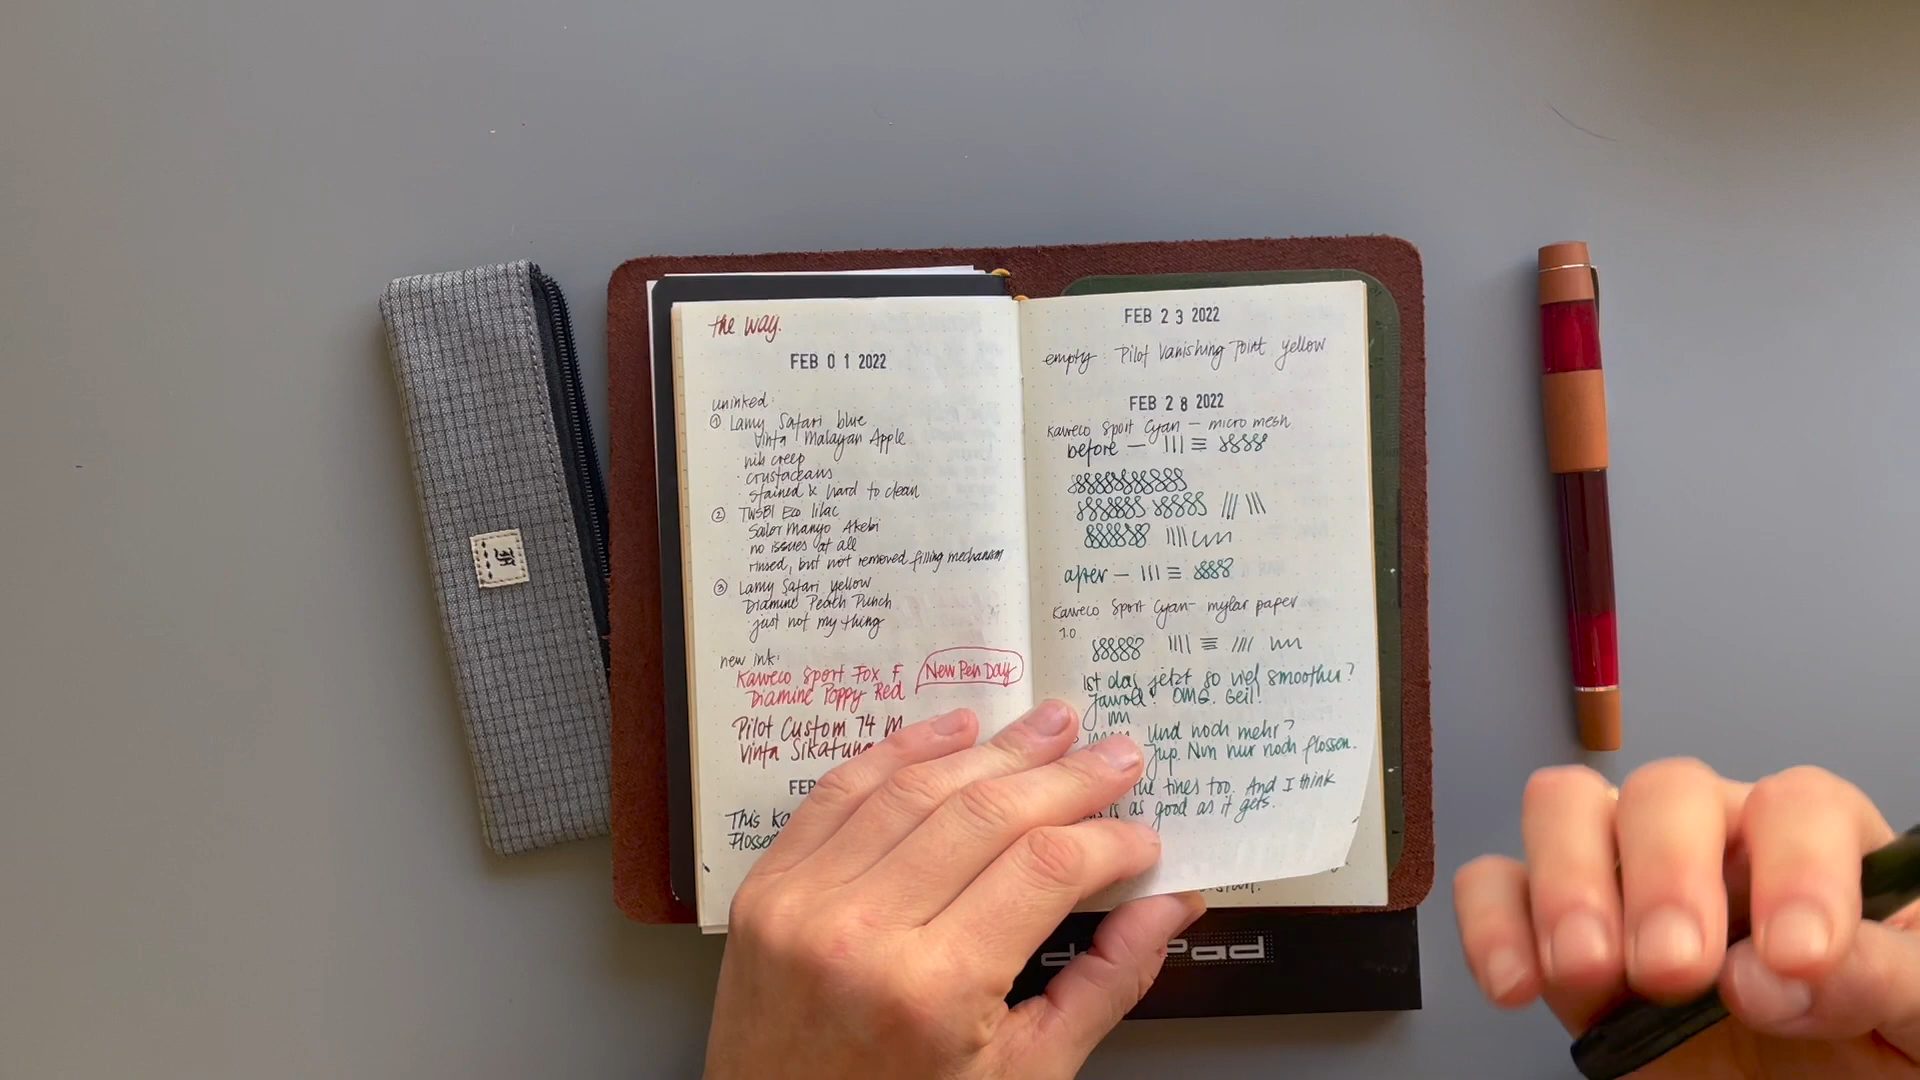 the way.
FEB 0 1 2022
uninked:
① Lamy Safari blue
Vinta Malayan Apple
nib creep
crustaceans
stained & hard to clean
② TWSBI Eco lilac
Sailor Manyo Akebi
no issues at all
rinsed, but not removed filling mechanism
③ Lamy Safari yellow
Diamine Peach Punch
just not my thing
new ink:
Kaweco Sport Fox F
Diamine Poppy Red
New Pen Day
Pilot Custom 74 M
Vinta
FEB
This
Flossed
FEB 2 3 2022
empty: Pilot Vanishing Point yellow
FEB 2 8 2022
Kaweco Sport Cyan – micro mesh
before –
after –
Kaweco Sport Cyan – mylar paper
1.0
Ist das jetzt so viel smoother?
Jawoll! OMG. Geil!
Und noch mehr?
Jup. Nun nur noch flossen.
the tines too. And I think
is as good as it gets.
Pad